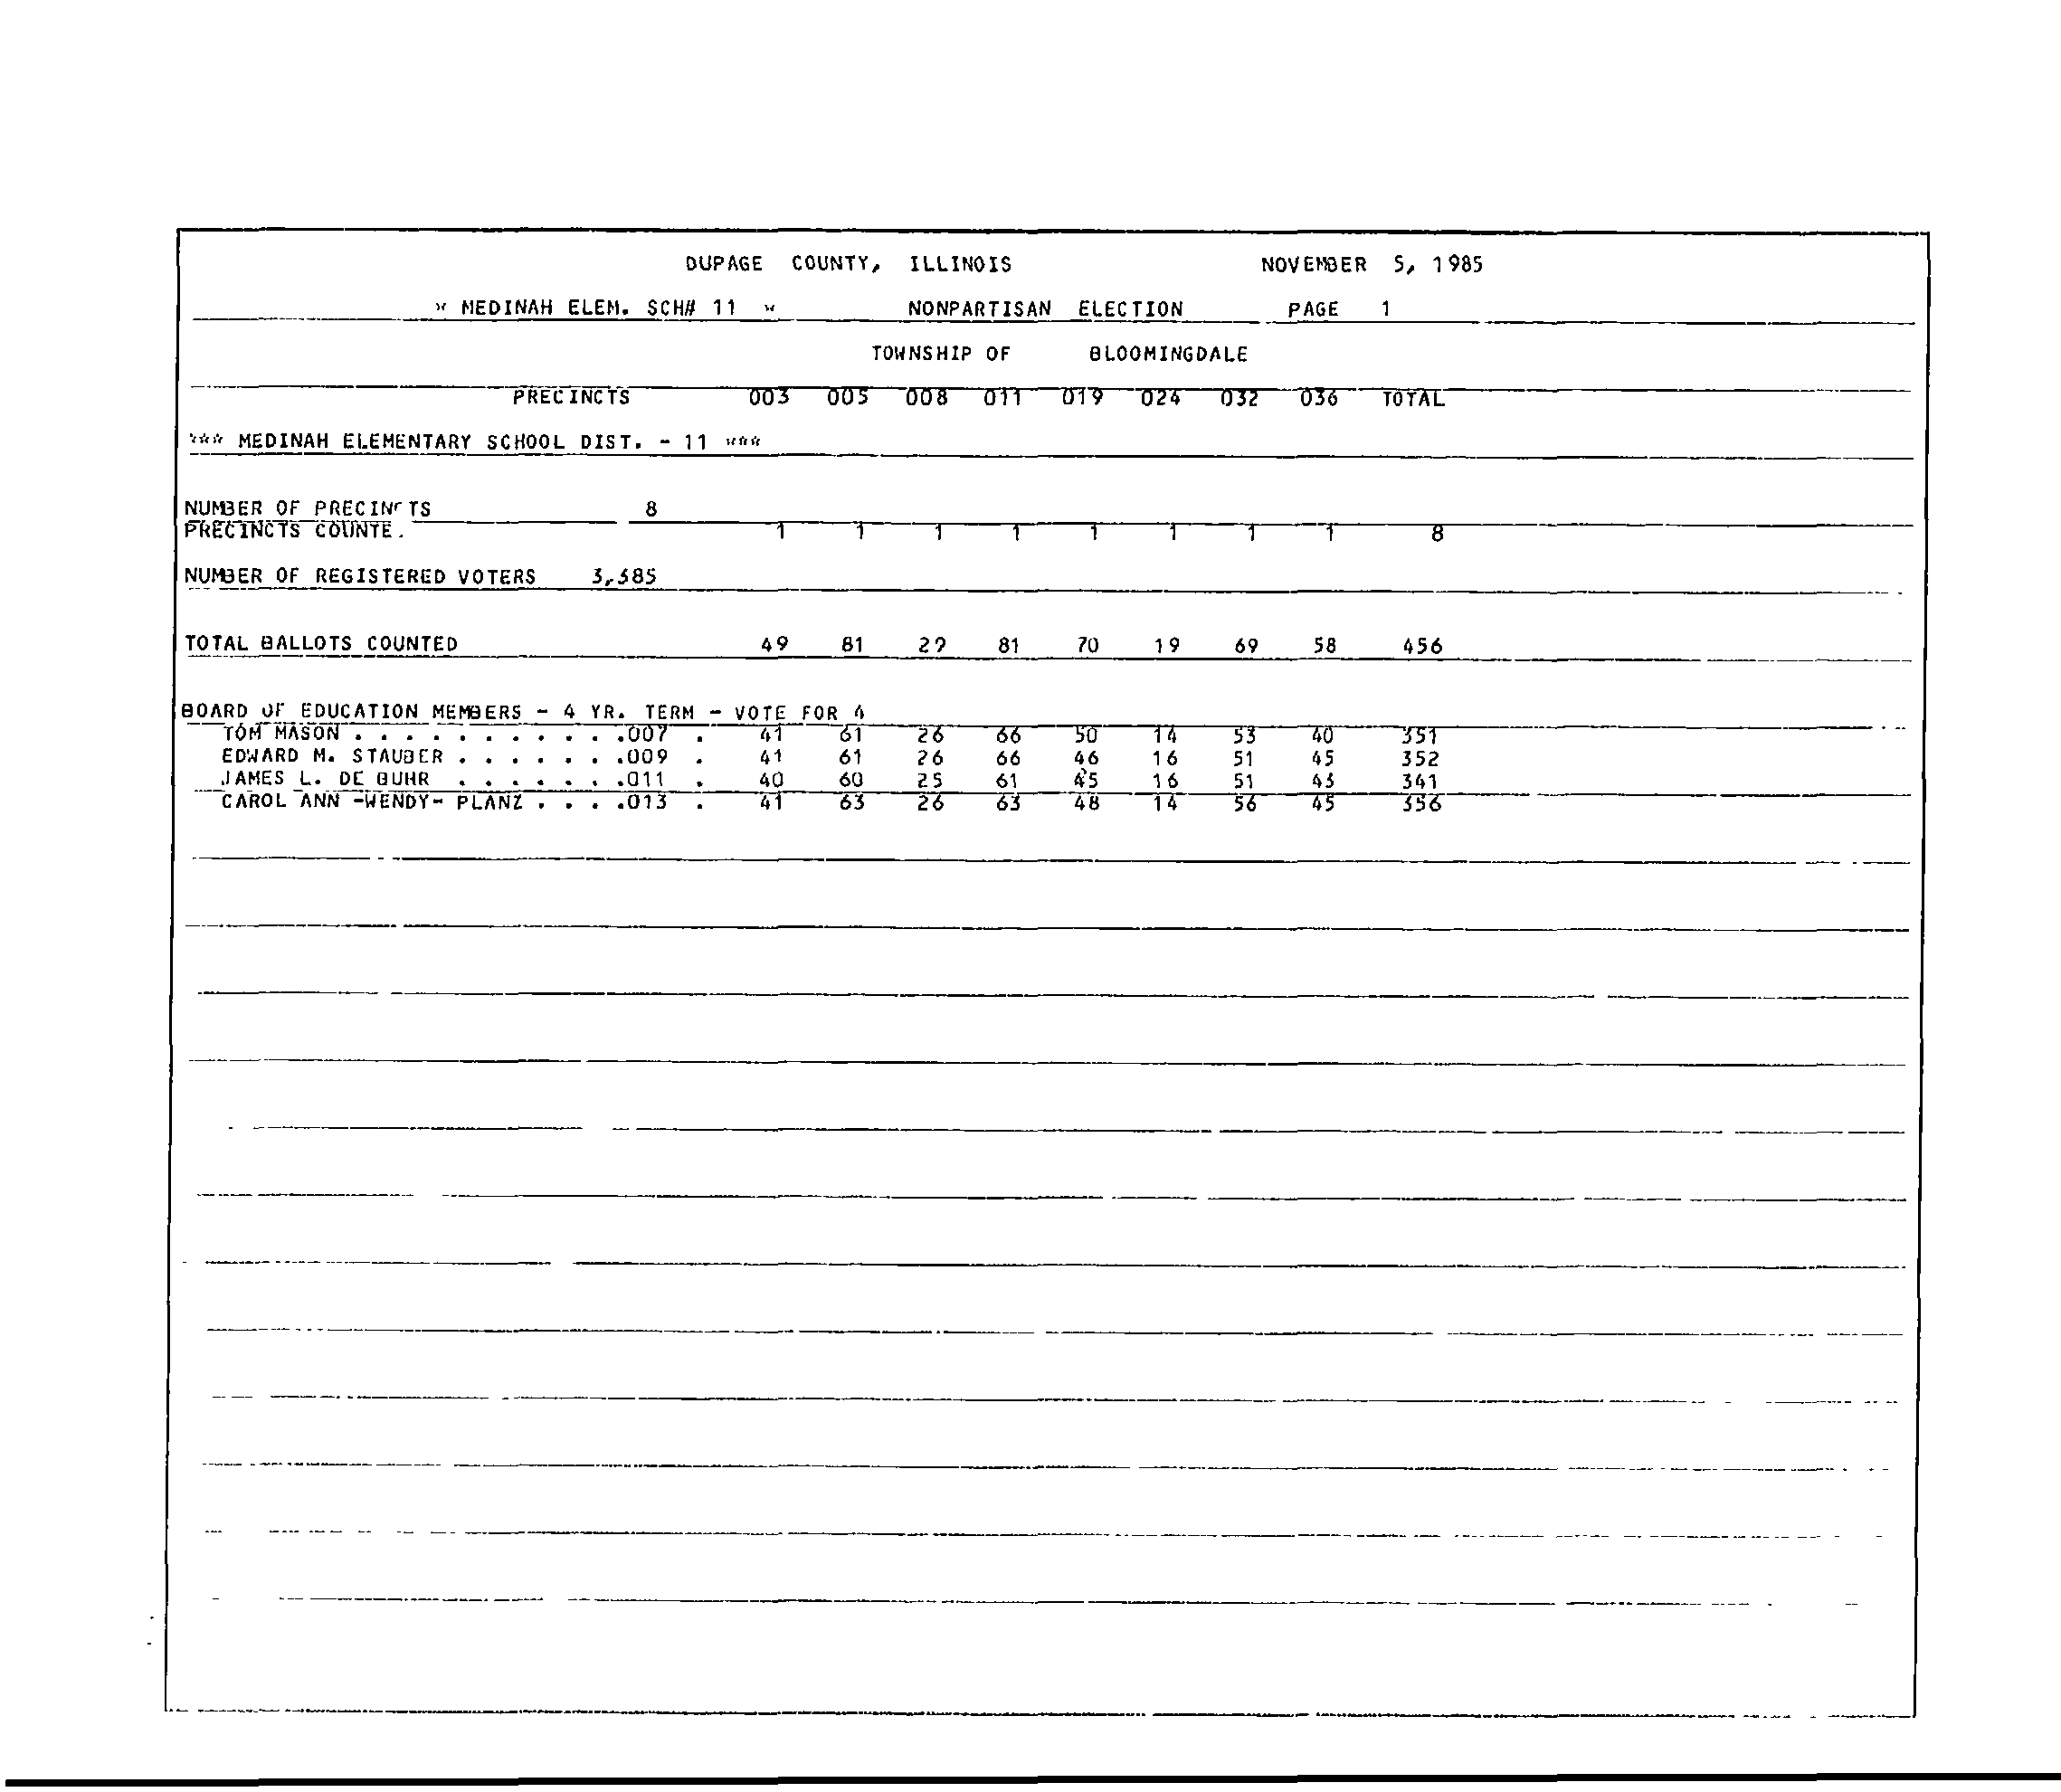 DUPAGE COUNTY, ILLINOIS NOVEMBER 5, 1985
* MEDINAH ELEM. SCH# 11 * NONPARTISAN ELECTION PAGE 1
TOWNSHIP OF BLOOMINGDALE
PRECINCTS 003 005 008 011 019 024 032 036 TOTAL
*** MEDINAH ELEMENTARY SCHOOL DIST. - 11 ***
NUMBER OF PRECINCTS 8
PRECINCTS COUNTE. 1 1 1 1 1 1 1 1 8
NUMBER OF REGISTERED VOTERS 3,385
TOTAL BALLOTS COUNTED 49 81 29 81 70 19 69 58 456
BOARD OF EDUCATION MEMBERS - 4 YR. TERM - VOTE FOR 4
TOM MASON . . . . . . . . . . .007 . 41 61 26 66 50 14 53 40 351
EDWARD M. STAUBER . . . . . . .009 . 41 61 26 66 46 16 51 45 352
JAMES L. DE BUHR . . . . . . .011 . 40 60 25 61 45 16 51 43 341
CAROL ANN -WENDY- PLANZ . . . .013 . 41 63 26 63 48 14 56 45 356